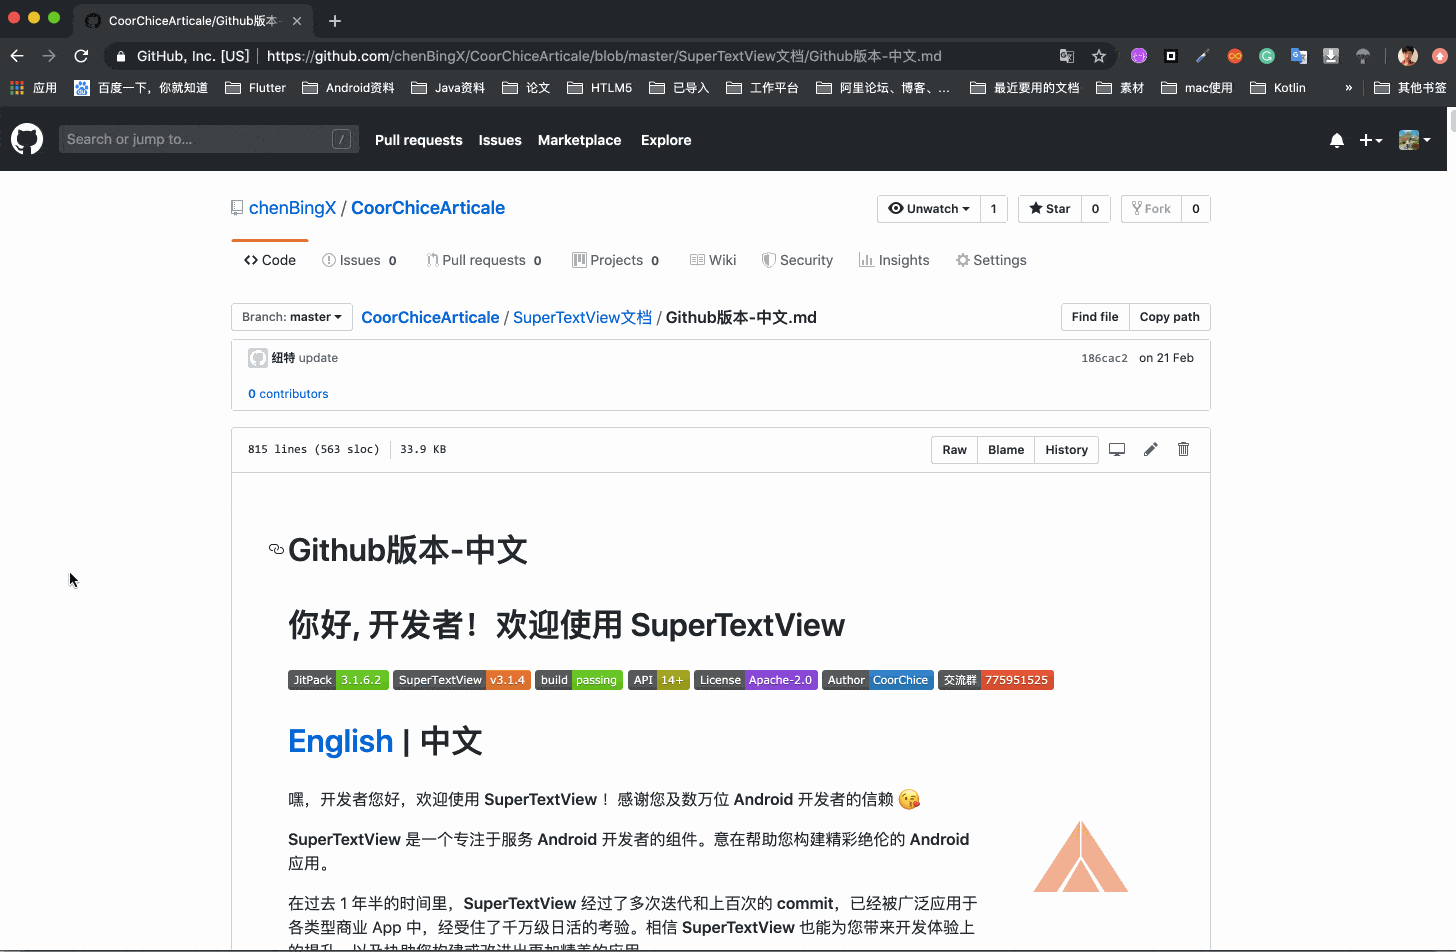 CoorChiceArticale/Github版本-
GitHub, Inc. [US] https://github.com/chenBingX/CoorChiceArticale/blob/master/SuperTextView文档/Github版本-中文.md
应用 百度一下，你就知道 Flutter Android资料 Java资料 论文 HTLM5 已导入 工作平台 阿里论坛、博客、... 最近要用的文档 素材 mac使用 Kotlin » 其他书签
Search or jump to... / Pull requests Issues Marketplace Explore
chenBingX / CoorChiceArticale Unwatch 1 Star 0 Fork 0
Code Issues 0 Pull requests 0 Projects 0 Wiki Security Insights Settings
Branch: master CoorChiceArticale / SuperTextView文档 / Github版本-中文.md Find file Copy path
纽特 update 186cac2 on 21 Feb
0 contributors
815 lines (563 sloc) 33.9 KB Raw Blame History
Github版本-中文
你好, 开发者！欢迎使用 SuperTextView
JitPack 3.1.6.2 SuperTextView v3.1.4 build passing API 14+ License Apache-2.0 Author CoorChice 交流群 775951525
English | 中文
嘿，开发者您好，欢迎使用 SuperTextView ！感谢您及数万位 Android 开发者的信赖 😘
SuperTextView 是一个专注于服务 Android 开发者的组件。意在帮助您构建精彩绝伦的 Android
应用。
在过去 1 年半的时间里，SuperTextView 经过了多次迭代和上百次的 commit，已经被广泛应用于
各类型商业 App 中，经受住了千万级日活的考验。相信 SuperTextView 也能为您带来开发体验上